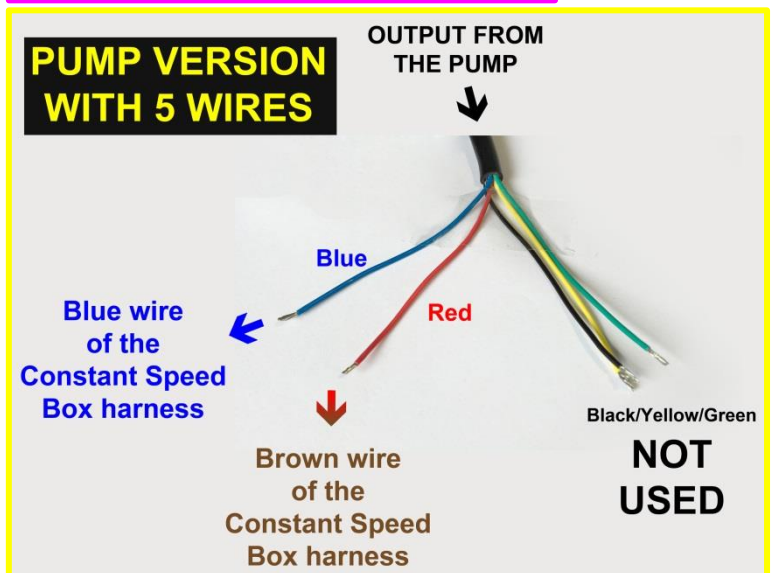 PUMP VERSION
WITH 5 WIRES
OUTPUT FROM
THE PUMP
Blue
Red
Blue wire
of the
Constant Speed
Box harness
Brown wire
of the
Constant Speed
Box harness
Black/Yellow/Green
NOT
USED